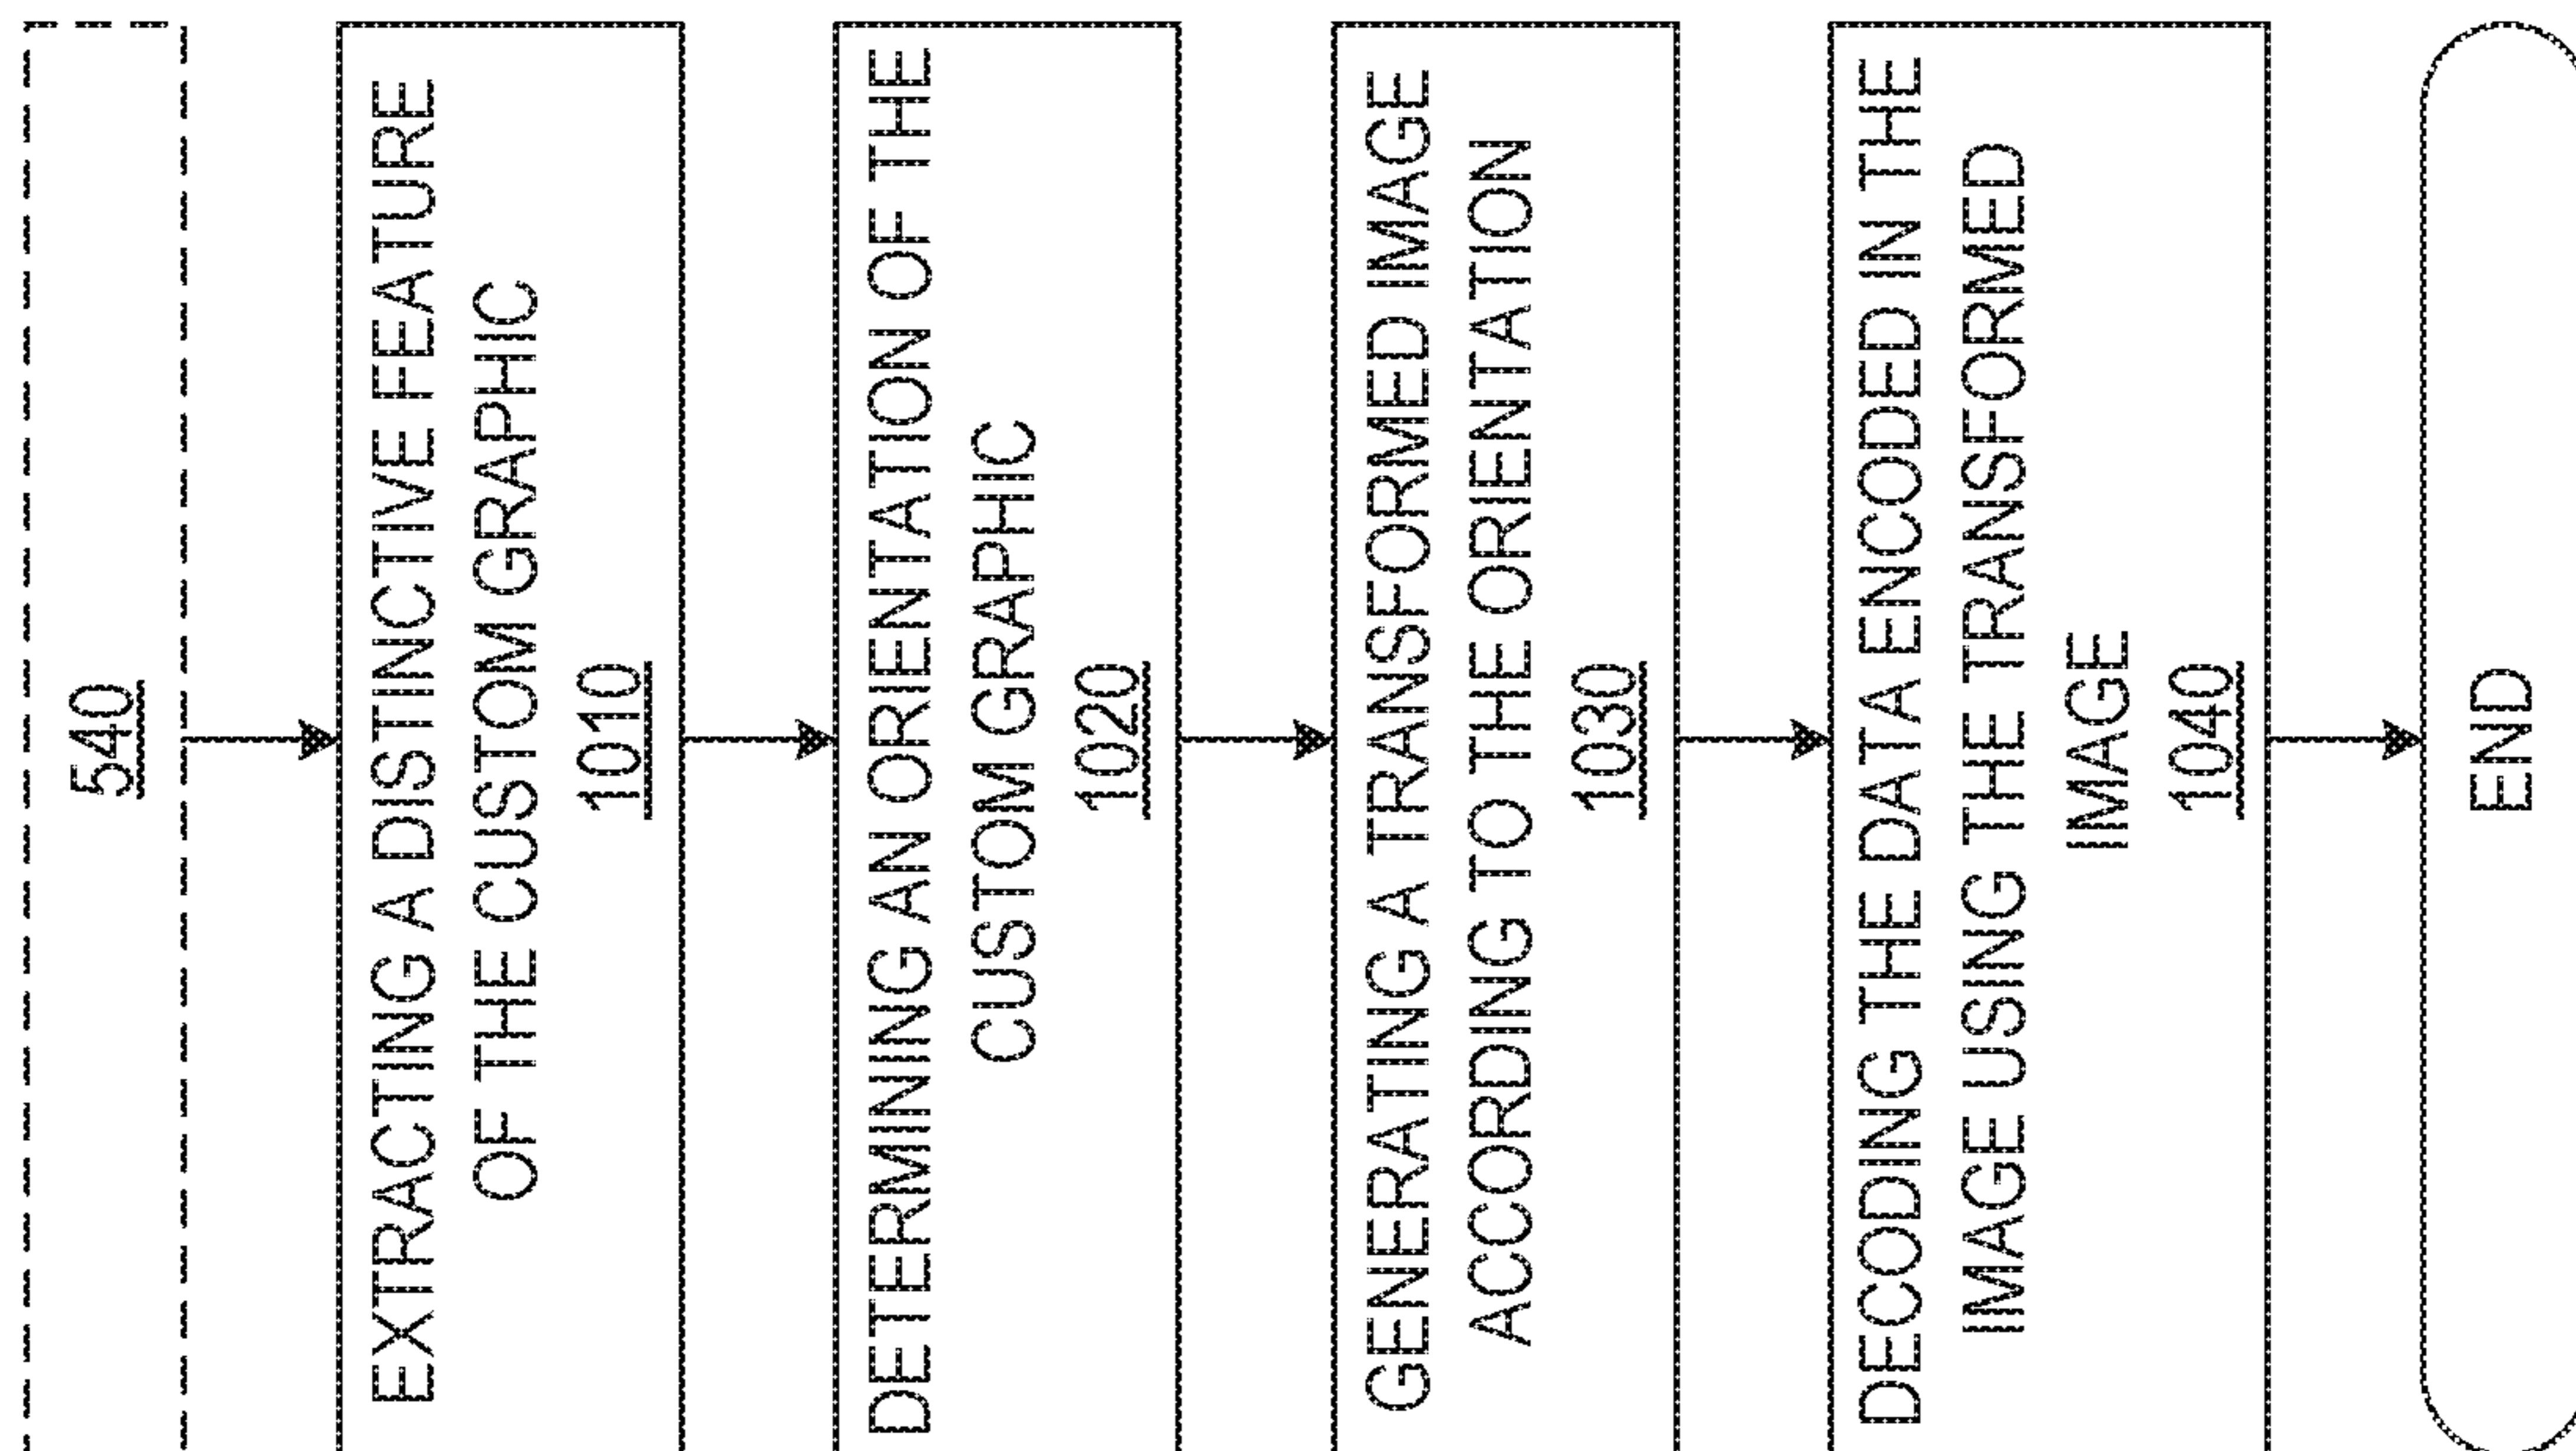 540
EXTRACTING A DISTINCTIVE FEATURE
OF THE CUSTOM GRAPHIC
1010
DETERMINING AN ORIENTATION OF THE
CUSTOM GRAPHIC
1020
GENERATING A TRANSFORMED IMAGE
ACCORDING TO THE ORIENTATION
1030
DECODING THE DATA ENCODED IN THE
IMAGE USING THE TRANSFORMED
IMAGE
1040
END